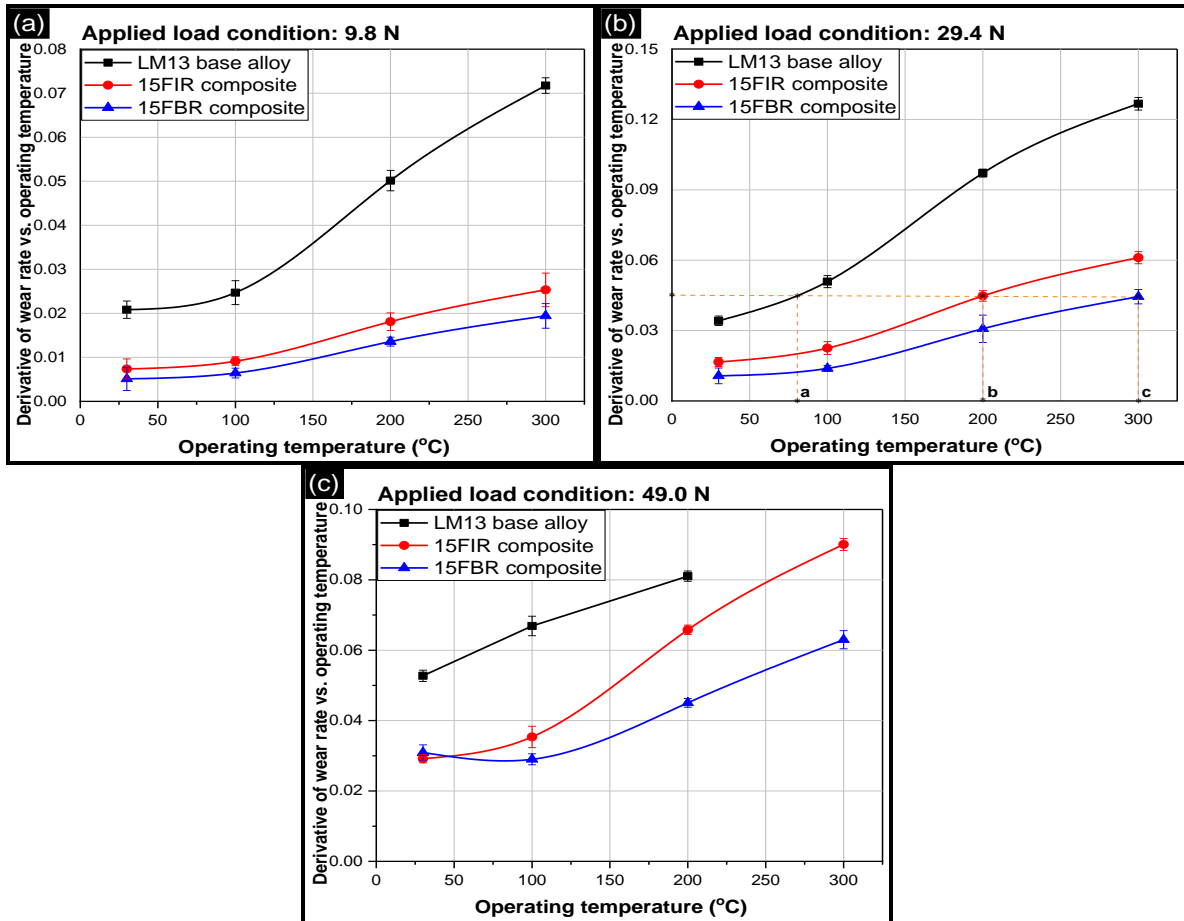 (a)
Applied load condition: 9.8 N
LM13 base alloy
15FIR composite
15FBR composite
Derivative of wear rate vs. operating temperature
0.08
0.07
0.06
0.05
0.04
0.03
0.02
0.01
0.00
0 50 100 150 200 250 300
Operating temperature (°C)
(b)
Applied load condition: 29.4 N
LM13 base alloy
15FIR composite
15FBR composite
Derivative of wear rate vs. operating temperature
0.15
0.12
0.09
0.06
0.03
0.00
a b c
0 50 100 150 200 250 300
Operating temperature (°C)
(c)
Applied load condition: 49.0 N
LM13 base alloy
15FIR composite
15FBR composite
Derivative of wear rate vs. operating temperature
0.10
0.08
0.06
0.04
0.02
0.00
0 50 100 150 200 250 300
Operating temperature (°C)